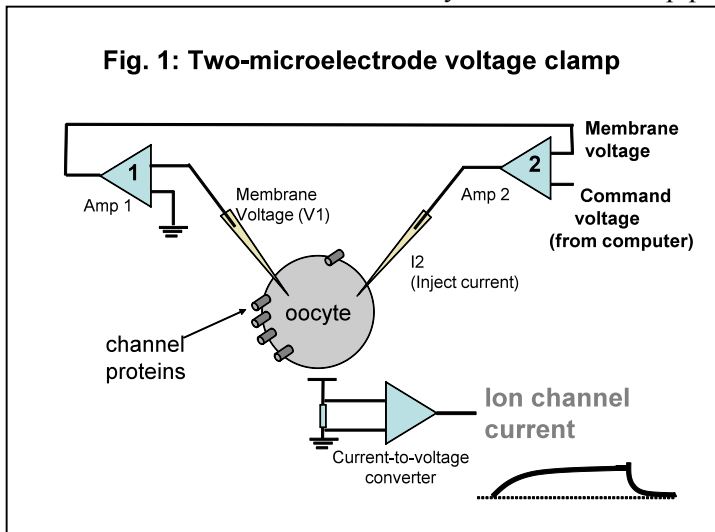 Fig. 1: Two-microelectrode voltage clamp
1
Amp 1
Membrane
Voltage (V1)
2
Amp 2
Membrane
voltage
Command
voltage
(from computer)
I2
(Inject current)
oocyte
channel
proteins
Ion channel
current
Current-to-voltage
converter